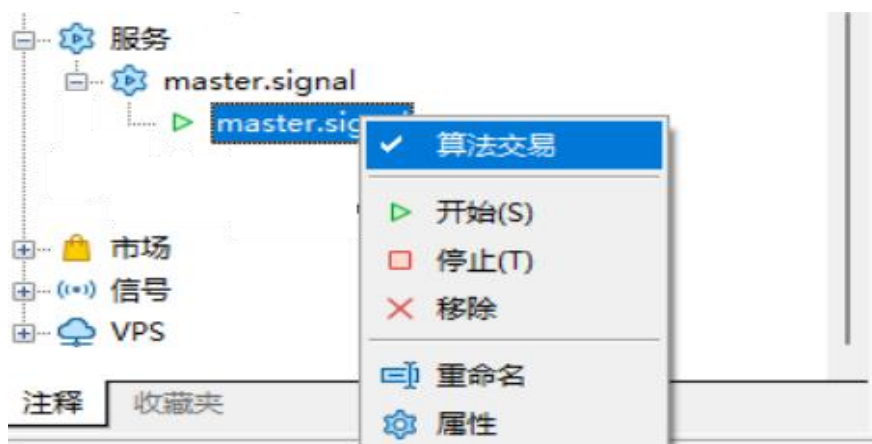 服务
master.signal
master.sig
算法交易
开始(S)
停止(T)
移除
重命名
属性
市场
信号
VPS
注释
收藏夹